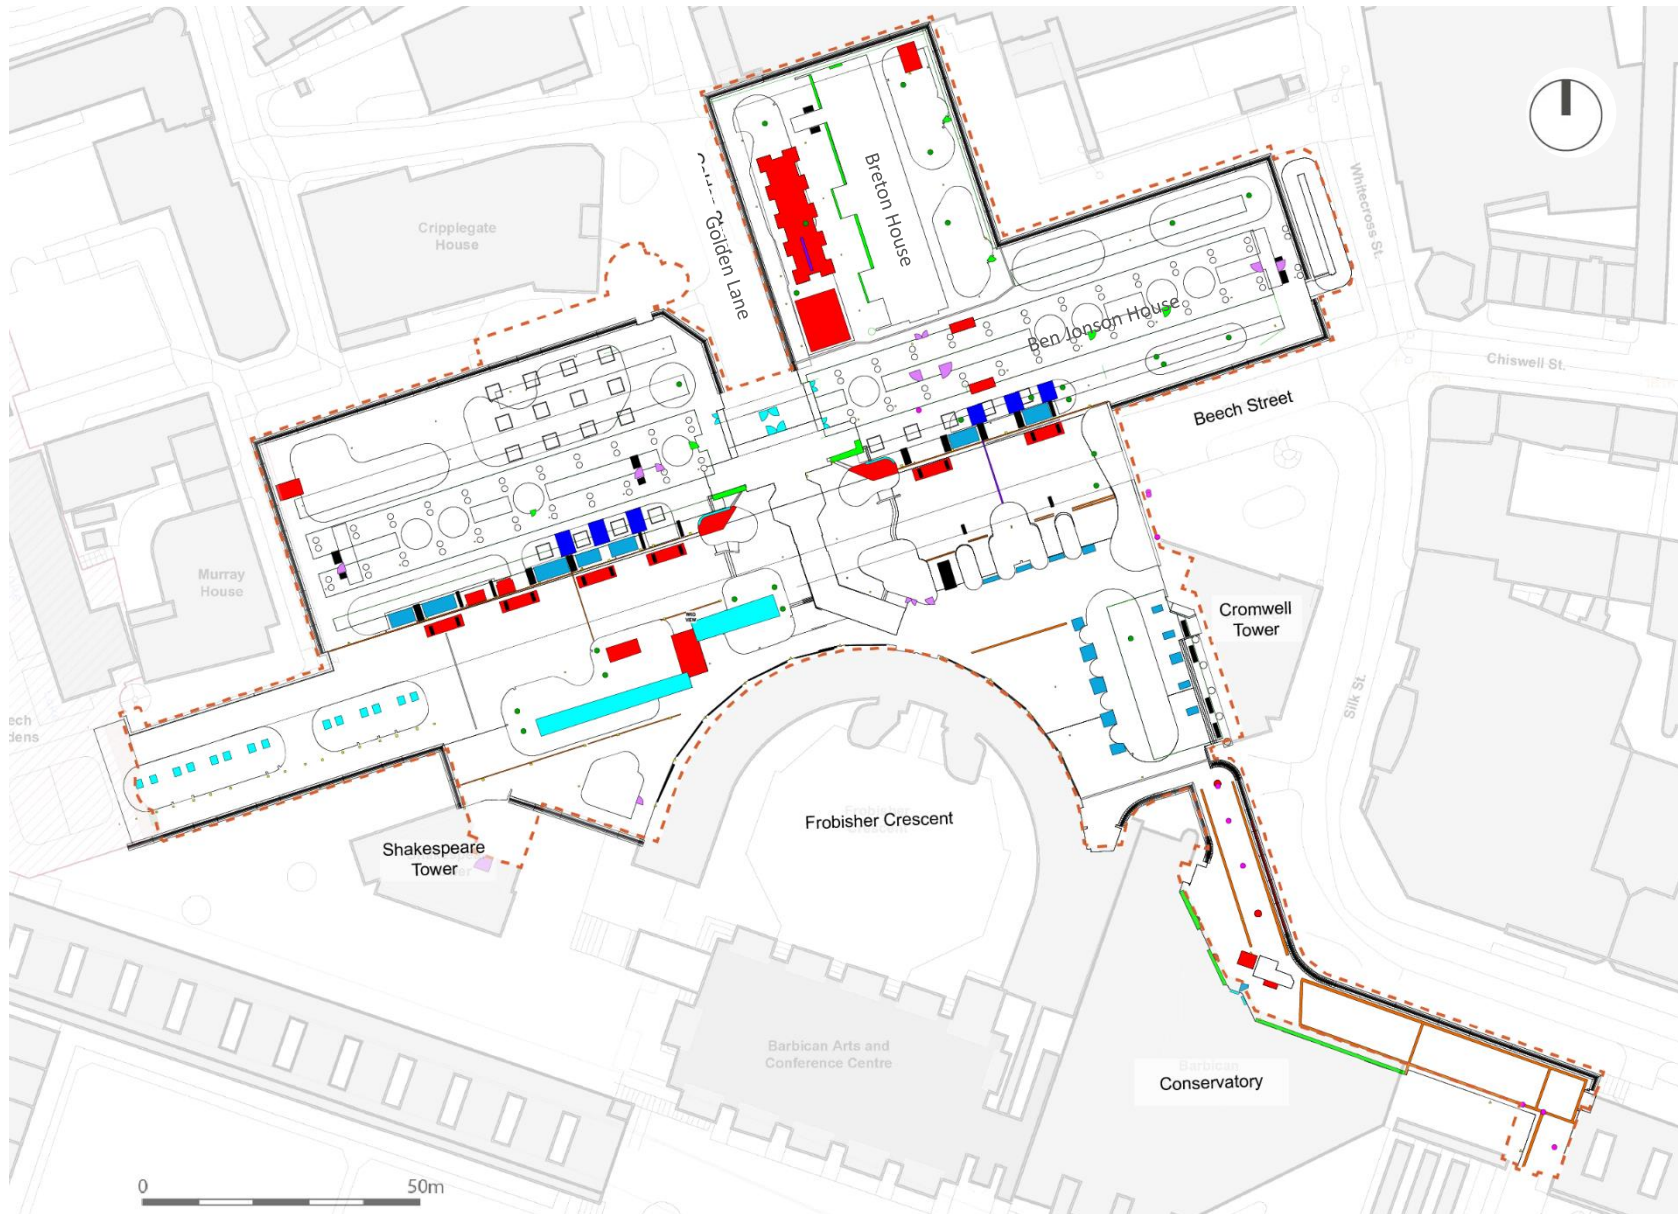 Whitecross St.
Breton House
Cripplegate
House
Golden Lane
Ben Jonson House
Chiswell St.
Beech Street
Murray
House
Cromwell
Tower
Silk St.
Frobisher Crescent
Shakespeare
Tower
Barbican Arts and
Conference Centre
Barbican
Conservatory
0
50m